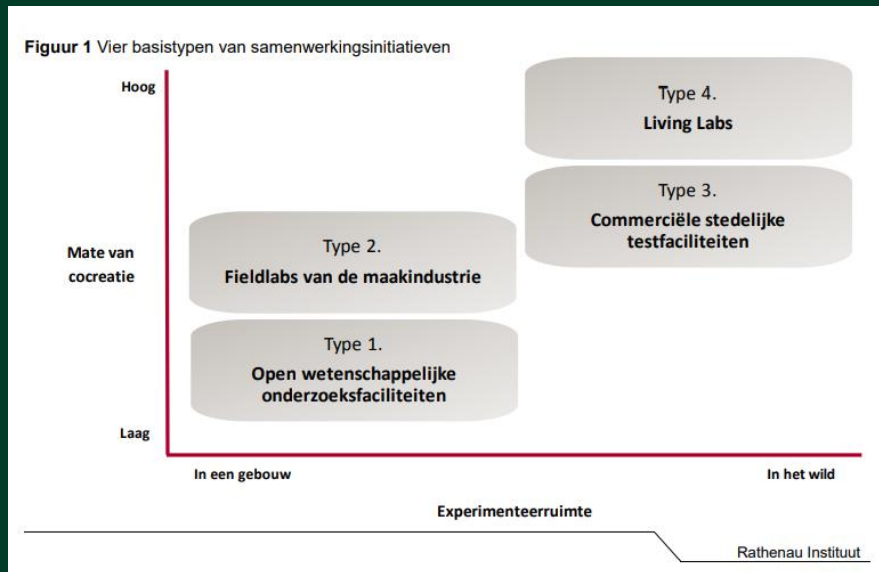 Figuur 1 Vier basistypen van samenwerkingsinitiatieven
Hoog
Type 4.
Living Labs
Type 3.
Commerciële stedelijke
testfaciliteiten
Mate van
cocreatie
Type 2.
Fieldlabs van de maakindustrie
Type 1.
Open wetenschappelijke
onderzoeksfaciliteiten
Laag
In een gebouw
In het wild
Experimenteerruimte
Rathenau Instituut